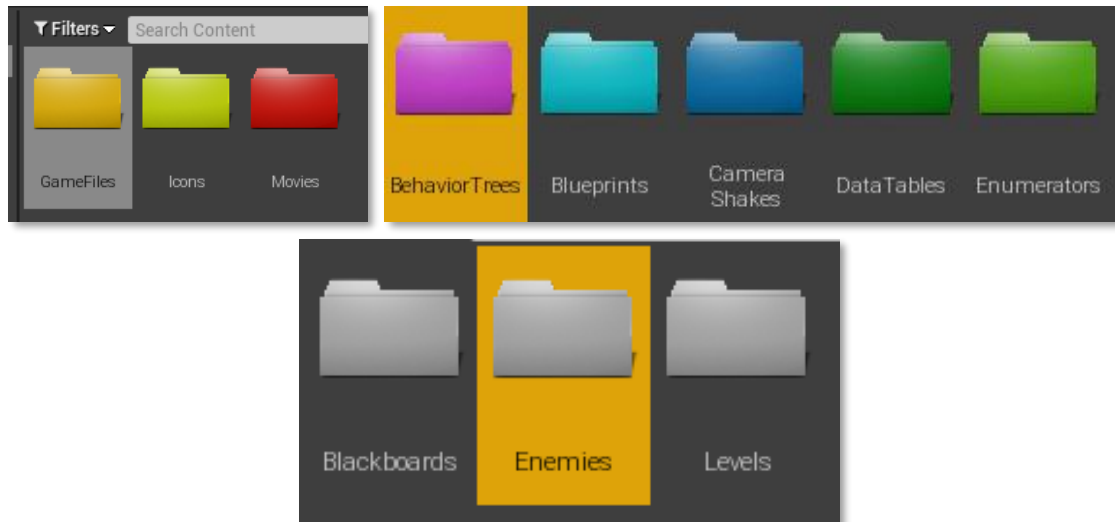 Filters
Search Content
GameFiles Icons Movies
BehaviorTrees Blueprints Camera Shakes DataTables Enumerators
Blackboards Enemies Levels